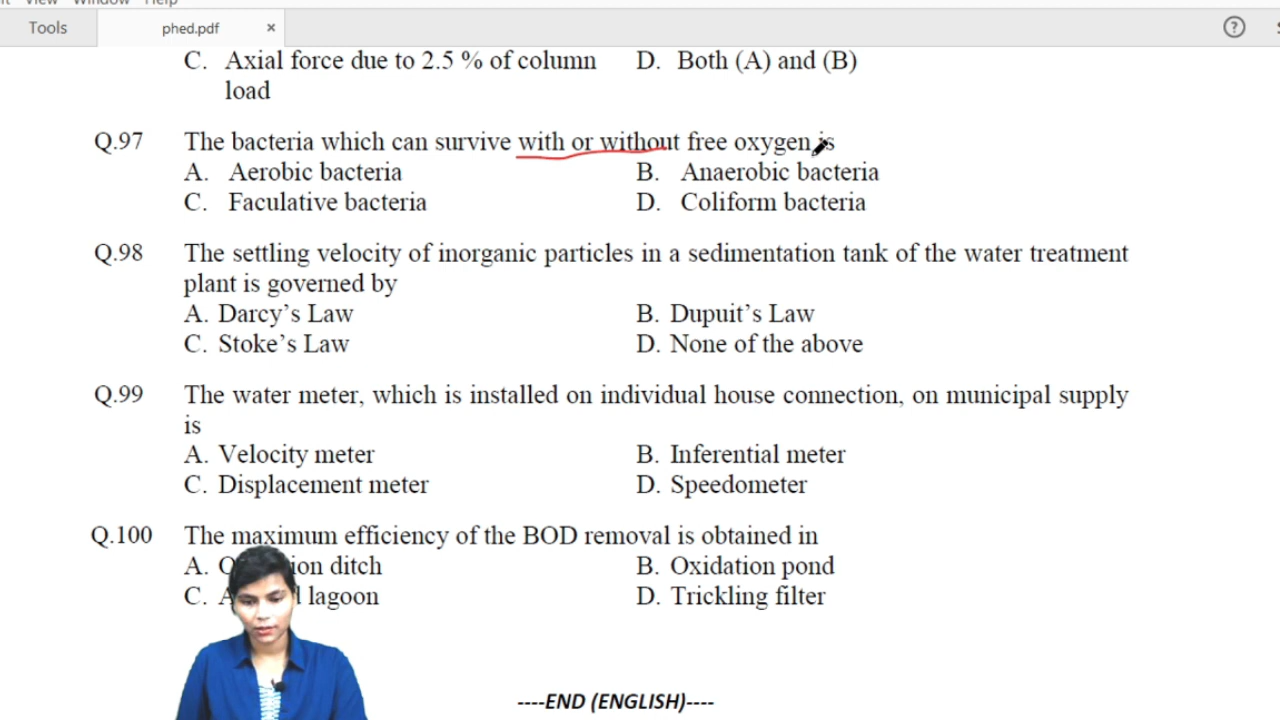 View Window Help
Tools phed.pdf × ?
C. Axial force due to 2.5 % of column D. Both (A) and (B)
load
Q.97 The bacteria which can survive with or without free oxygen is
A. Aerobic bacteria B. Anaerobic bacteria
C. Faculative bacteria D. Coliform bacteria
Q.98 The settling velocity of inorganic particles in a sedimentation tank of the water treatment
plant is governed by
A. Darcy’s Law B. Dupuit’s Law
C. Stoke’s Law D. None of the above
Q.99 The water meter, which is installed on individual house connection, on municipal supply
is
A. Velocity meter B. Inferential meter
C. Displacement meter D. Speedometer
Q.100 The maximum efficiency of the BOD removal is obtained in
A. ditch B. Oxidation pond
C. lagoon D. Trickling filter
----END (ENGLISH)----